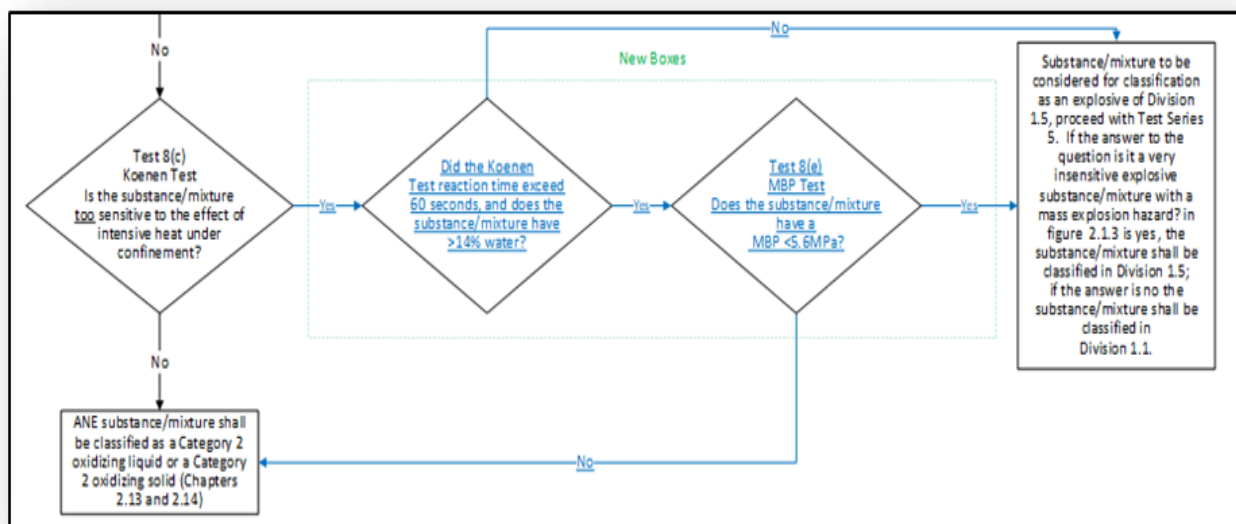 No
No
New Boxes
Test 8(c)
Koenen Test
Is the substance/mixture
too sensitive to the effect of
intensive heat under
confinement?
Yes
Did the Koenen
Test reaction time exceed
60 seconds, and does the
substance/mixture have
>14% water?
Yes
Test 8(e)
MBP Test
Does the substance/mixture
have a
MBP <5.6MPa?
Yes
Substance/mixture to be
considered for classification
as an explosive of Division
1.5, proceed with Test Series
5. If the answer to the
question is it a very
insensitive explosive
substance/mixture with a
mass explosion hazard? in
figure 2.1.3 is yes, the
substance/mixture shall be
classified in Division 1.5;
if the answer is no the
substance/mixture shall be
classified in
Division 1.1.
No
ANE substance/mixture shall
be classified as a Category 2
oxidizing liquid or a Category
2 oxidizing solid (Chapters
2.13 and 2.14)
No